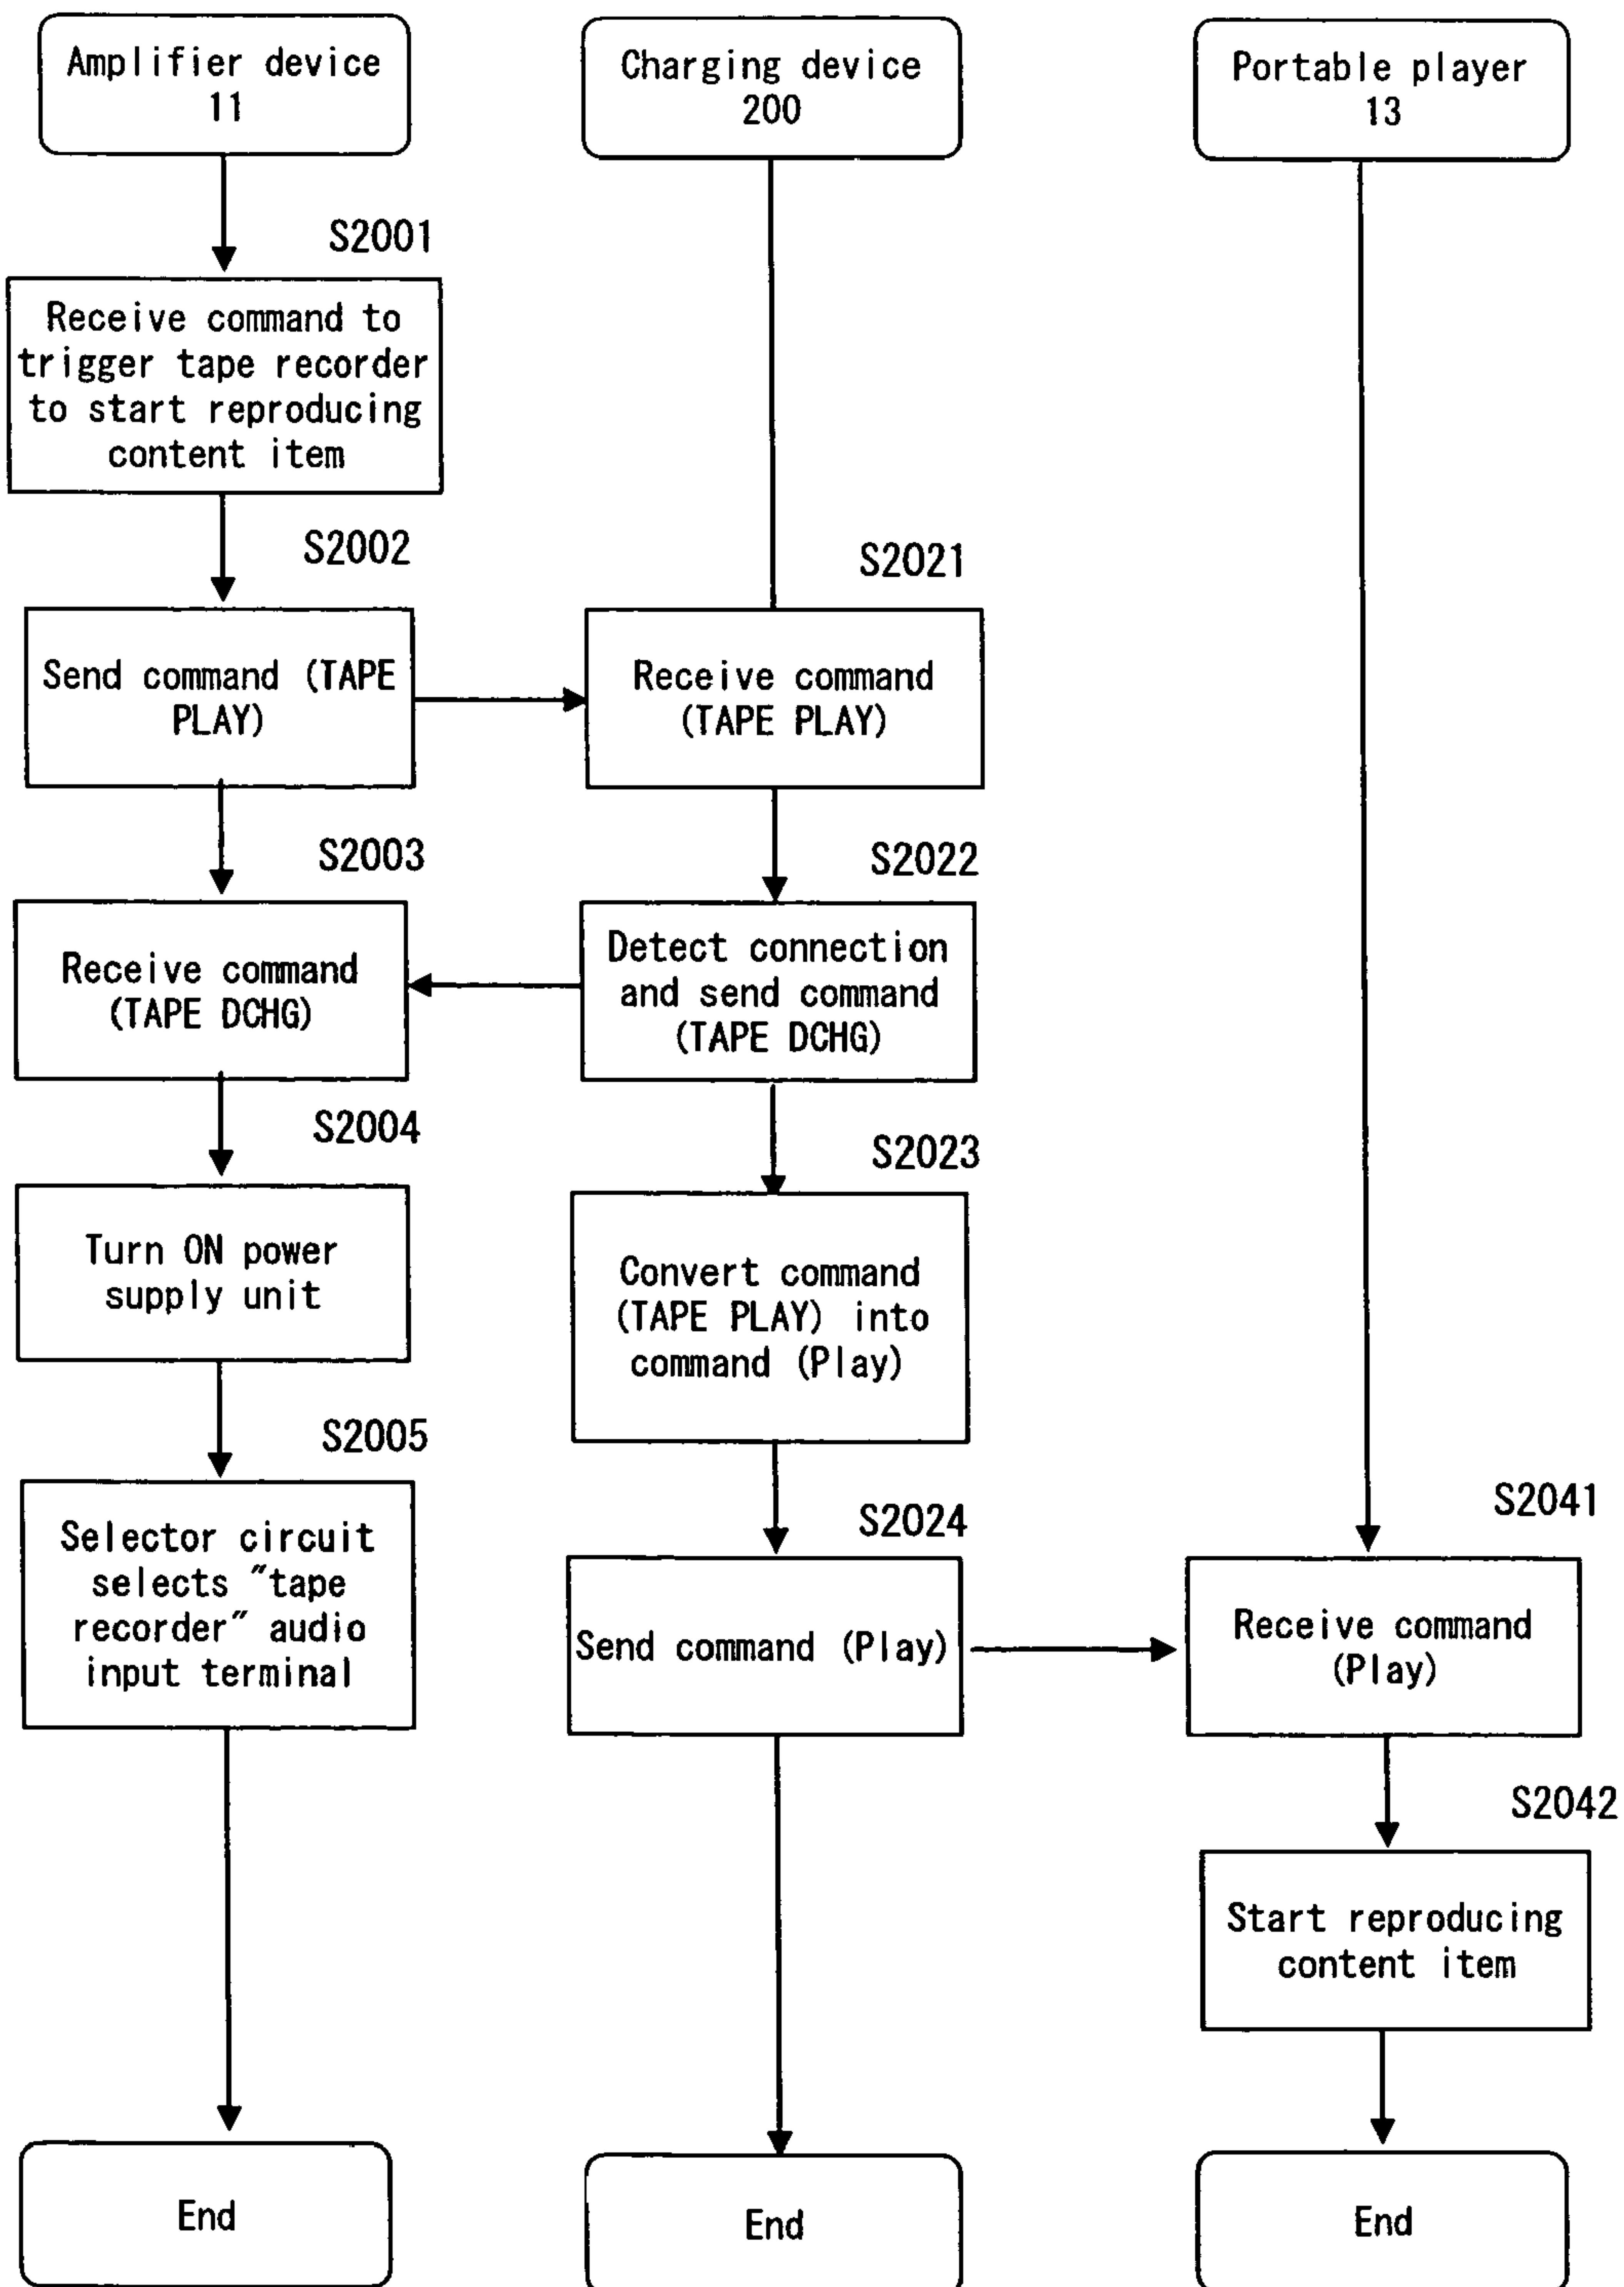 Amplifier device
11
Charging device
200
Portable player
13
S2001
Receive command to
trigger tape recorder
to start reproducing
content item
S2002
Send command (TAPE
PLAY)
S2021
Receive command
(TAPE PLAY)
S2003
Receive command
(TAPE DCHG)
S2022
Detect connection
and send command
(TAPE DCHG)
S2004
Turn ON power
supply unit
S2023
Convert command
(TAPE PLAY) into
command (Play)
S2005
Selector circuit
selects "tape
recorder" audio
input terminal
S2024
Send command (Play)
S2041
Receive command
(Play)
S2042
Start reproducing
content item
End
End
End